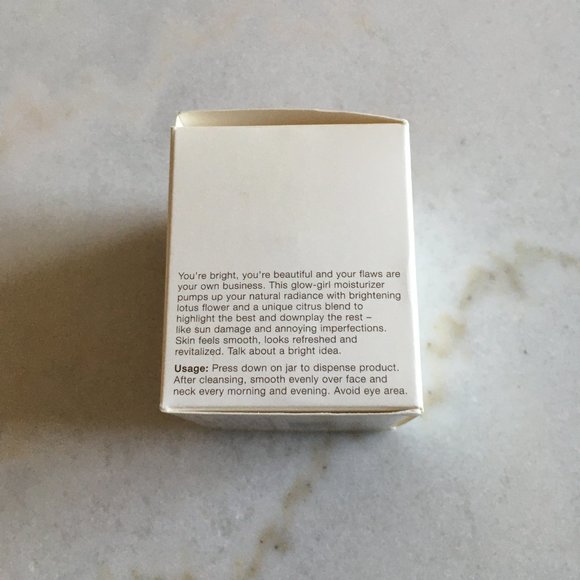 You're bright, you're beautiful and your flaws are
your own business. This glow-girl moisturizer
pumps up your natural radiance with brightening
lotus flower and a unique citrus blend to
highlight the best and downplay the rest –
like sun damage and annoying imperfections.
Skin feels smooth, looks refreshed and
revitalized. Talk about a bright idea.
Usage: Press down on jar to dispense product.
After cleansing, smooth evenly over face and
neck every morning and evening. Avoid eye area.